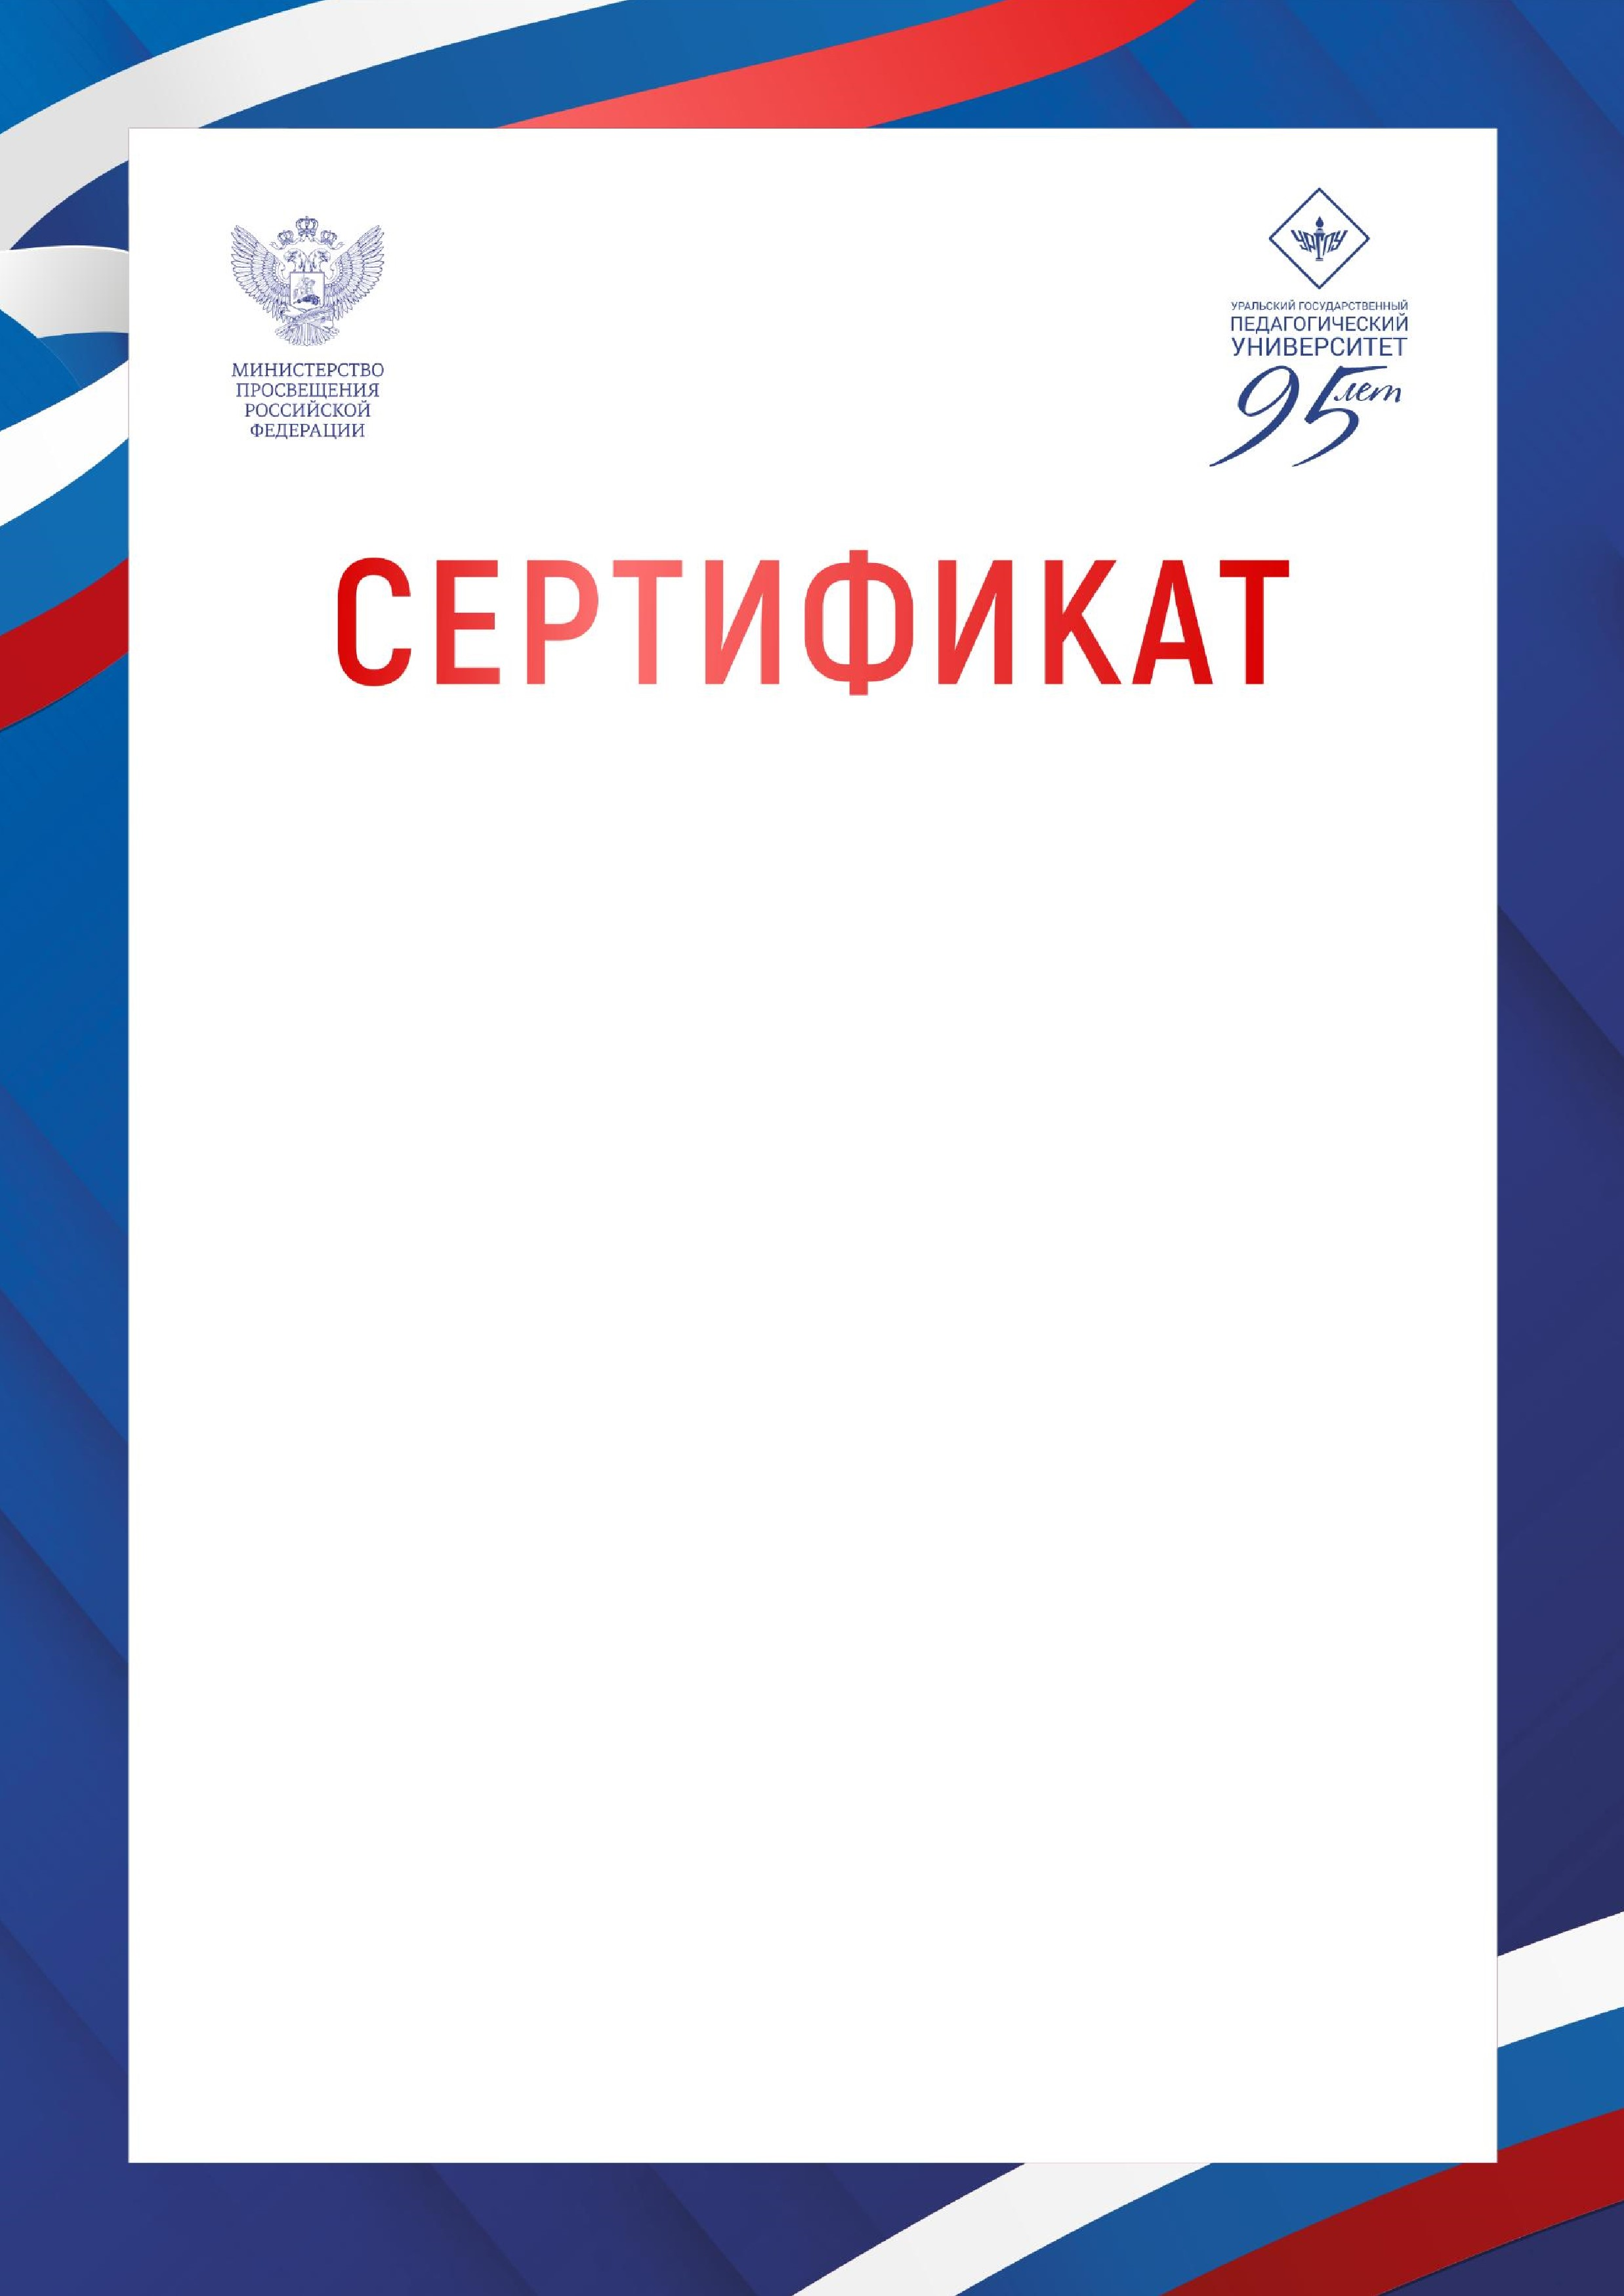 МИНИСТЕРСТВО
ПРОСВЕЩЕНИЯ
РОССИЙСКОЙ
ФЕДЕРАЦИИ
УРГПУ
УРАЛЬСКИЙ ГОСУДАРСТВЕННЫЙ
ПЕДАГОГИЧЕСКИЙ
УНИВЕРСИТЕТ
95 лет
СЕРТИФИКАТ